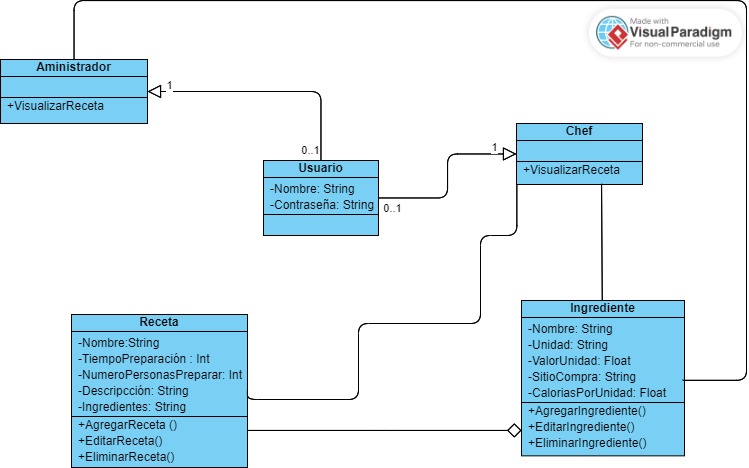 Made with
VisualParadigm
For non-commercial use
Aministrador
+VisualizarReceta
1
0..1
Usuario
-Nombre: String
-Contraseña: String
0..1
1
Chef
+VisualizarReceta
Receta
-Nombre:String
-TiempoPreparación : Int
-NumeroPersonasPreparar: Int
-Descripcción: String
-Ingredientes: String
+AgregarReceta ()
+EditarReceta()
+EliminarReceta()
Ingrediente
-Nombre: String
-Unidad: String
-ValorUnidad: Float
-SitioCompra: String
-CaloriasPorUnidad: Float
+AgregarIngrediente()
+EditarIngrediente()
+EliminarIngrediente()